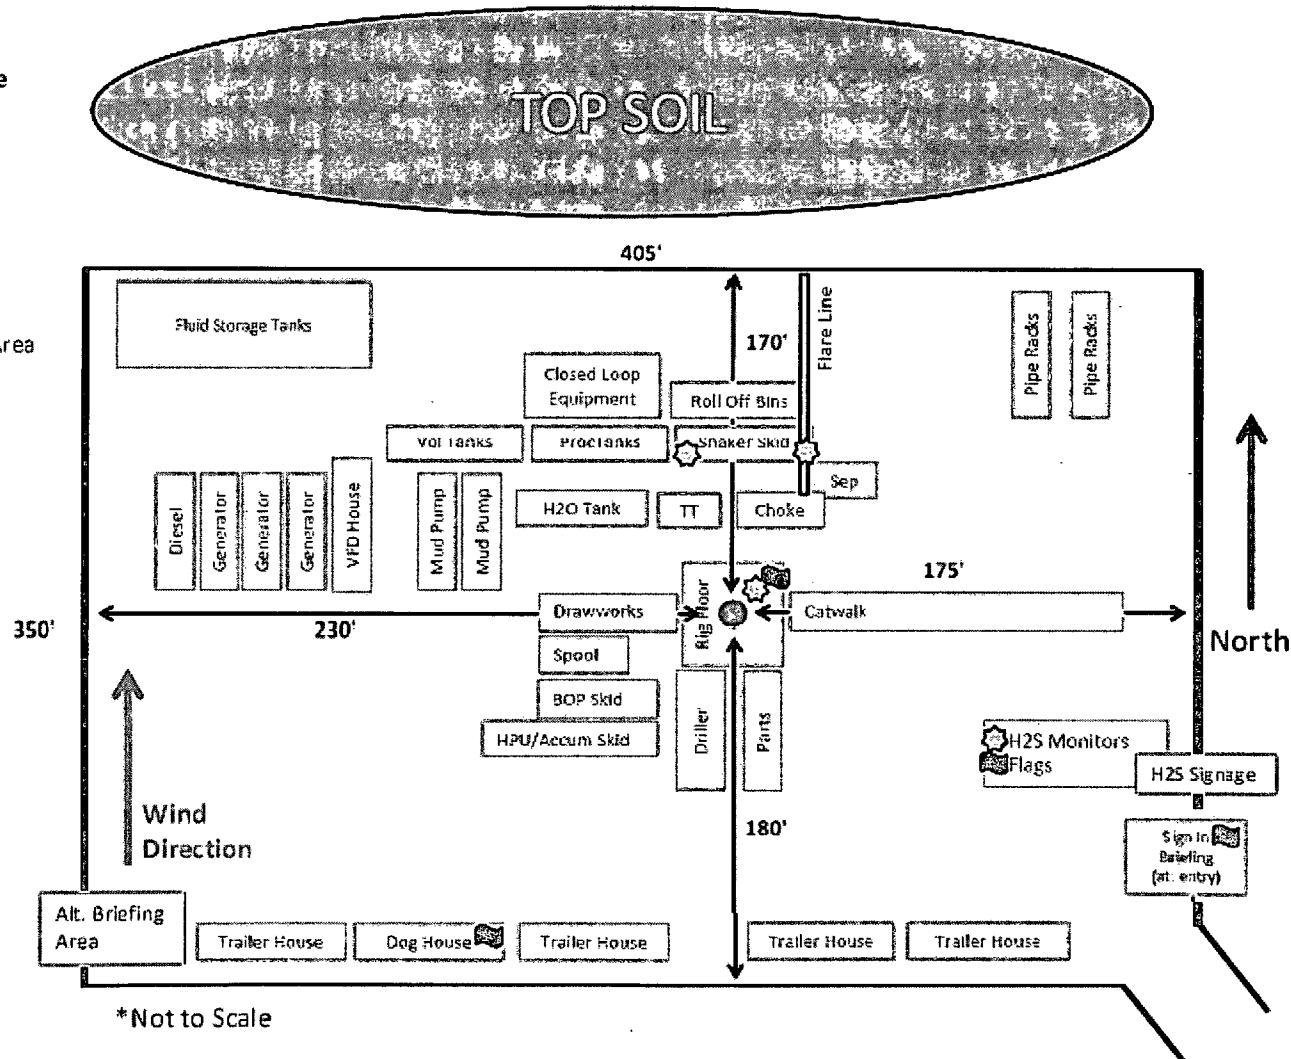 e
TOP SOIL
405'
Fluid Storage Tanks
Area
170'
Flare Line
Pipe Racks
Pipe Racks
Closed Loop
Equipment
Roll Off Bins
Vol Tanks
ProcTanks
Shaker Skid
Sep
Diesel
Generator
Generator
Generator
VFD House
Mud Pump
Mud Pump
H2O Tank
TT
Choke
175'
350'
230'
Drawworks
Rig Floor
Catwalk
North
Spool
BOP Skid
HPU/Accum Skid
Driller
Parts
H2S Monitors
Flags
H2S Signage
Wind
Direction
180'
Sign In
Briefing
(at entry)
Alt. Briefing
Area
Trailer House
Dog House
Trailer House
Trailer House
Trailer House
*Not to Scale